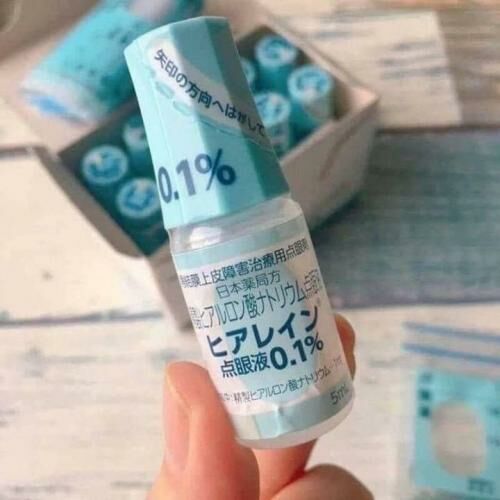 矢印の方向へはがして
0.1%
結膜上皮障害治療用点眼剤
日本薬局方
ヒアルロン酸ナトリウム点眼液
ヒアレイン®
点眼液0.1%
精製ヒアルロン酸ナトリウム
5mL